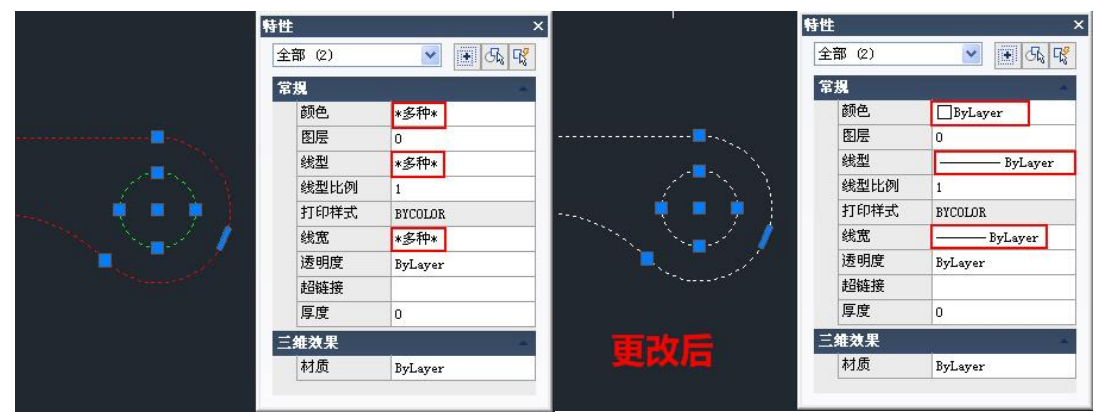 特性 ×
全部 (2)
常规
颜色 *多种*
图层 0
线型 *多种*
线型比例 1
打印样式 BYCOLOR
线宽 *多种*
透明度 ByLayer
超链接
厚度 0
三维效果
材质 ByLayer
更改后
特性 ×
全部 (2)
常规
颜色 ByLayer
图层 0
线型 ByLayer
线型比例 1
打印样式 BYCOLOR
线宽 ByLayer
透明度 ByLayer
超链接
厚度 0
三维效果
材质 ByLayer